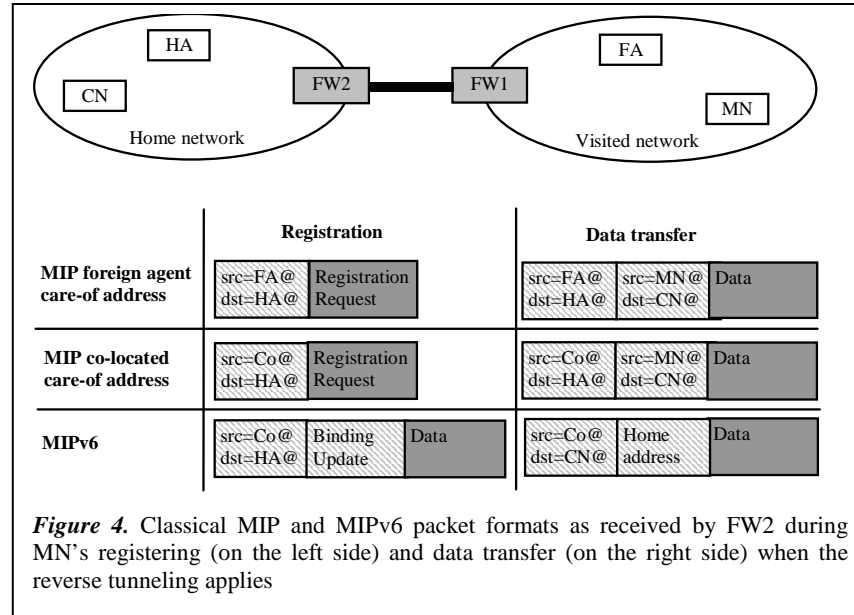 HA
FA
FW2
FW1
CN
MN
Home network
Visited network
Registration
Data transfer
MIP foreign agent
care-of address
src=FA@
dst=HA@
Registration
Request
src=FA@
dst=HA@
src=MN@
dst=CN@
Data
MIP co-located
care-of address
src=Co@
dst=HA@
Registration
Request
src=Co@
dst=HA@
src=MN@
dst=CN@
Data
MIPv6
src=Co@
dst=HA@
Binding
Update
Data
src=Co@
dst=CN@
Home
address
Data
Figure 4. Classical MIP and MIPv6 packet formats as received by FW2 during
MN's registering (on the left side) and data transfer (on the right side) when the
reverse tunneling applies